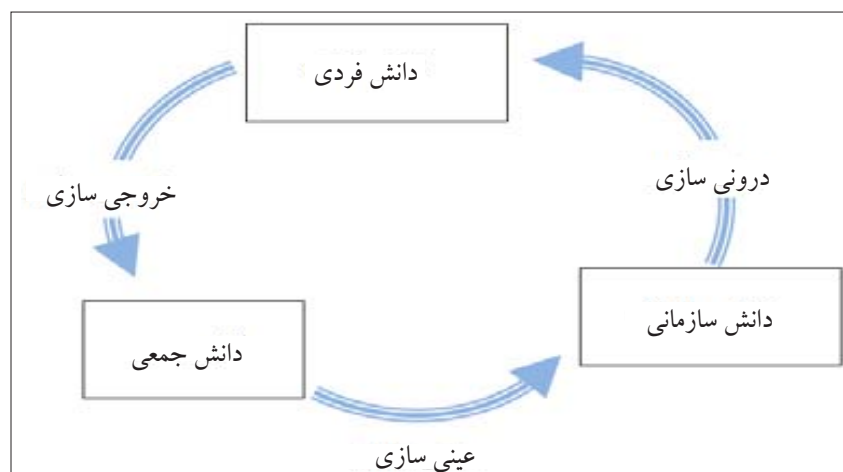 دانش فردی
درونی سازی
خروجی سازی
دانش سازمانی
دانش جمعی
عینی سازی